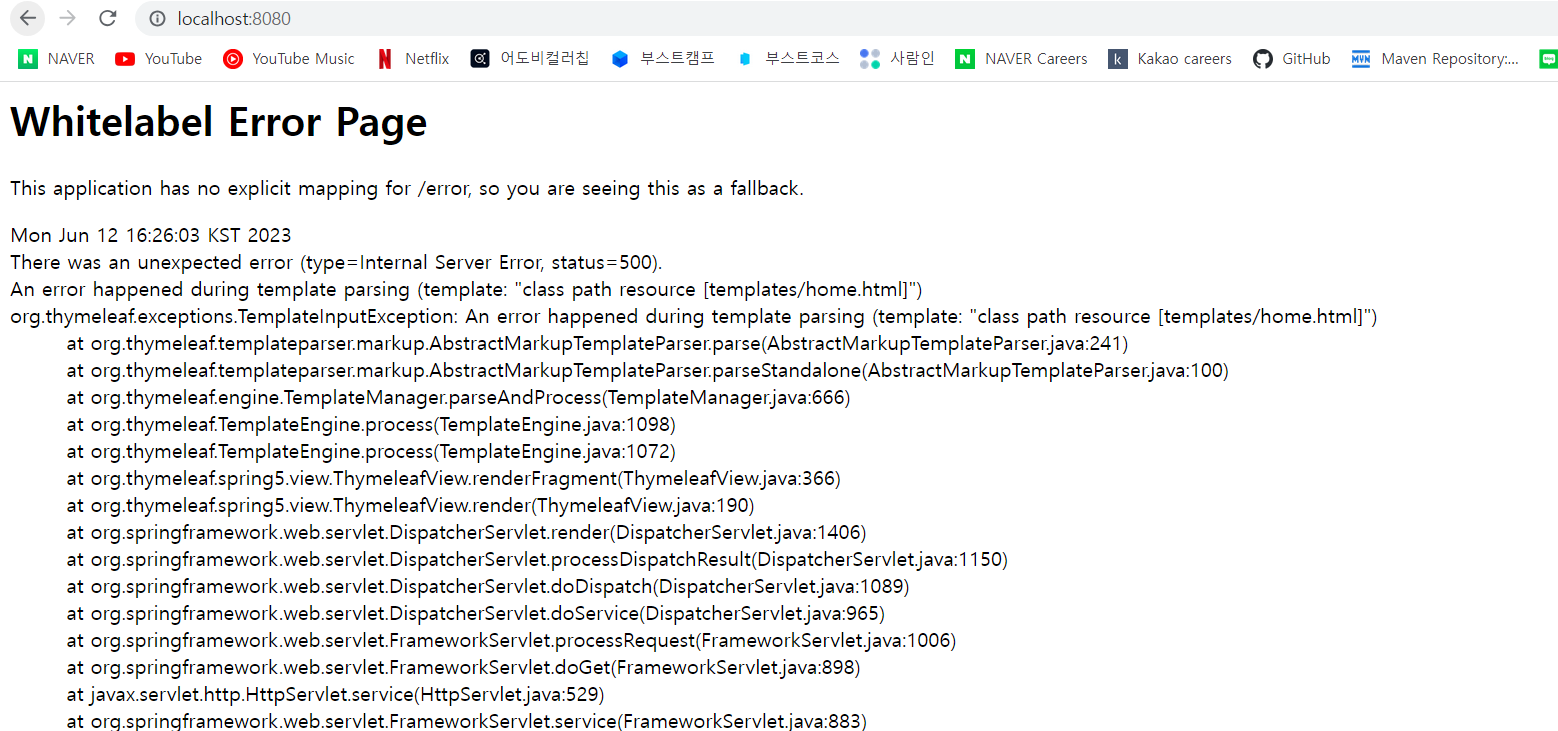 localhost:8080
NAVER YouTube YouTube Music Netflix 어도비컬러칩 부스트캠프 부스트코스 사람인 NAVER Careers Kakao careers GitHub Maven Repository:...
Whitelabel Error Page
This application has no explicit mapping for /error, so you are seeing this as a fallback.
Mon Jun 12 16:26:03 KST 2023
There was an unexpected error (type=Internal Server Error, status=500).
An error happened during template parsing (template: "class path resource [templates/home.html]")
org.thymeleaf.exceptions.TemplateInputException: An error happened during template parsing (template: "class path resource [templates/home.html]")
at org.thymeleaf.templateparser.markup.AbstractMarkupTemplateParser.parse(AbstractMarkupTemplateParser.java:241)
at org.thymeleaf.templateparser.markup.AbstractMarkupTemplateParser.parseStandalone(AbstractMarkupTemplateParser.java:100)
at org.thymeleaf.engine.TemplateManager.parseAndProcess(TemplateManager.java:666)
at org.thymeleaf.TemplateEngine.process(TemplateEngine.java:1098)
at org.thymeleaf.TemplateEngine.process(TemplateEngine.java:1072)
at org.thymeleaf.spring5.view.ThymeleafView.renderFragment(ThymeleafView.java:366)
at org.thymeleaf.spring5.view.ThymeleafView.render(ThymeleafView.java:190)
at org.springframework.web.servlet.DispatcherServlet.render(DispatcherServlet.java:1406)
at org.springframework.web.servlet.DispatcherServlet.processDispatchResult(DispatcherServlet.java:1150)
at org.springframework.web.servlet.DispatcherServlet.doDispatch(DispatcherServlet.java:1089)
at org.springframework.web.servlet.DispatcherServlet.doService(DispatcherServlet.java:965)
at org.springframework.web.servlet.FrameworkServlet.processRequest(FrameworkServlet.java:1006)
at org.springframework.web.servlet.FrameworkServlet.doGet(FrameworkServlet.java:898)
at javax.servlet.http.HttpServlet.service(HttpServlet.java:529)
at org.springframework.web.servlet.FrameworkServlet.service(FrameworkServlet.java:883)